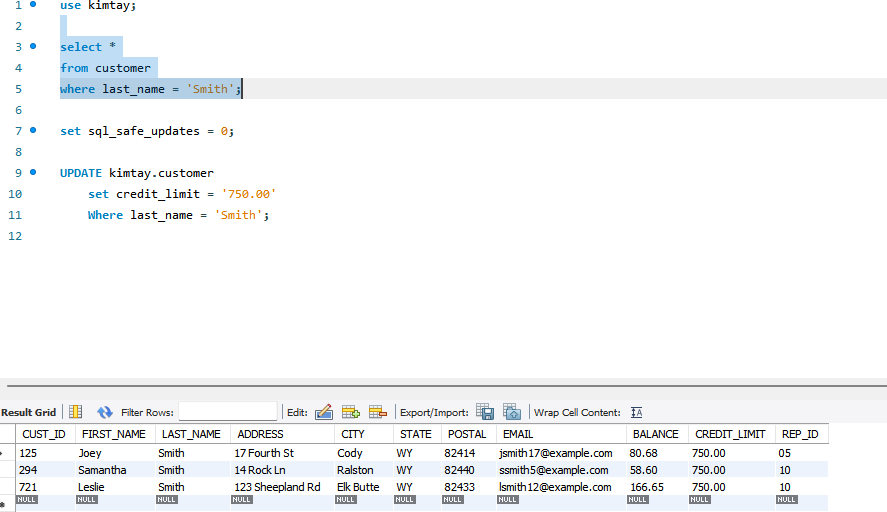 1 use kimtay;
2
3 select *
4 from customer
5 where last_name = 'Smith';
6
7 set sql_safe_updates = 0;
8
9 UPDATE kimtay.customer
10 set credit_limit = '750.00'
11 Where last_name = 'Smith';
12
Result Grid Filter Rows: Edit: Export/Import: Wrap Cell Content: IA
CUST_ID FIRST_NAME LAST_NAME ADDRESS CITY STATE POSTAL EMAIL BALANCE CREDIT_LIMIT REP_ID
125 Joey Smith 17 Fourth St Cody WY 82414 jsmith17@example.com 80.68 750.00 05
294 Samantha Smith 14 Rock Ln Ralston WY 82440 ssmith5@example.com 58.60 750.00 10
721 Leslie Smith 123 Sheepland Rd Elk Butte WY 82433 lsmith12@example.com 166.65 750.00 10
NULL NULL NULL NULL NULL NULL NULL NULL NULL NULL NULL